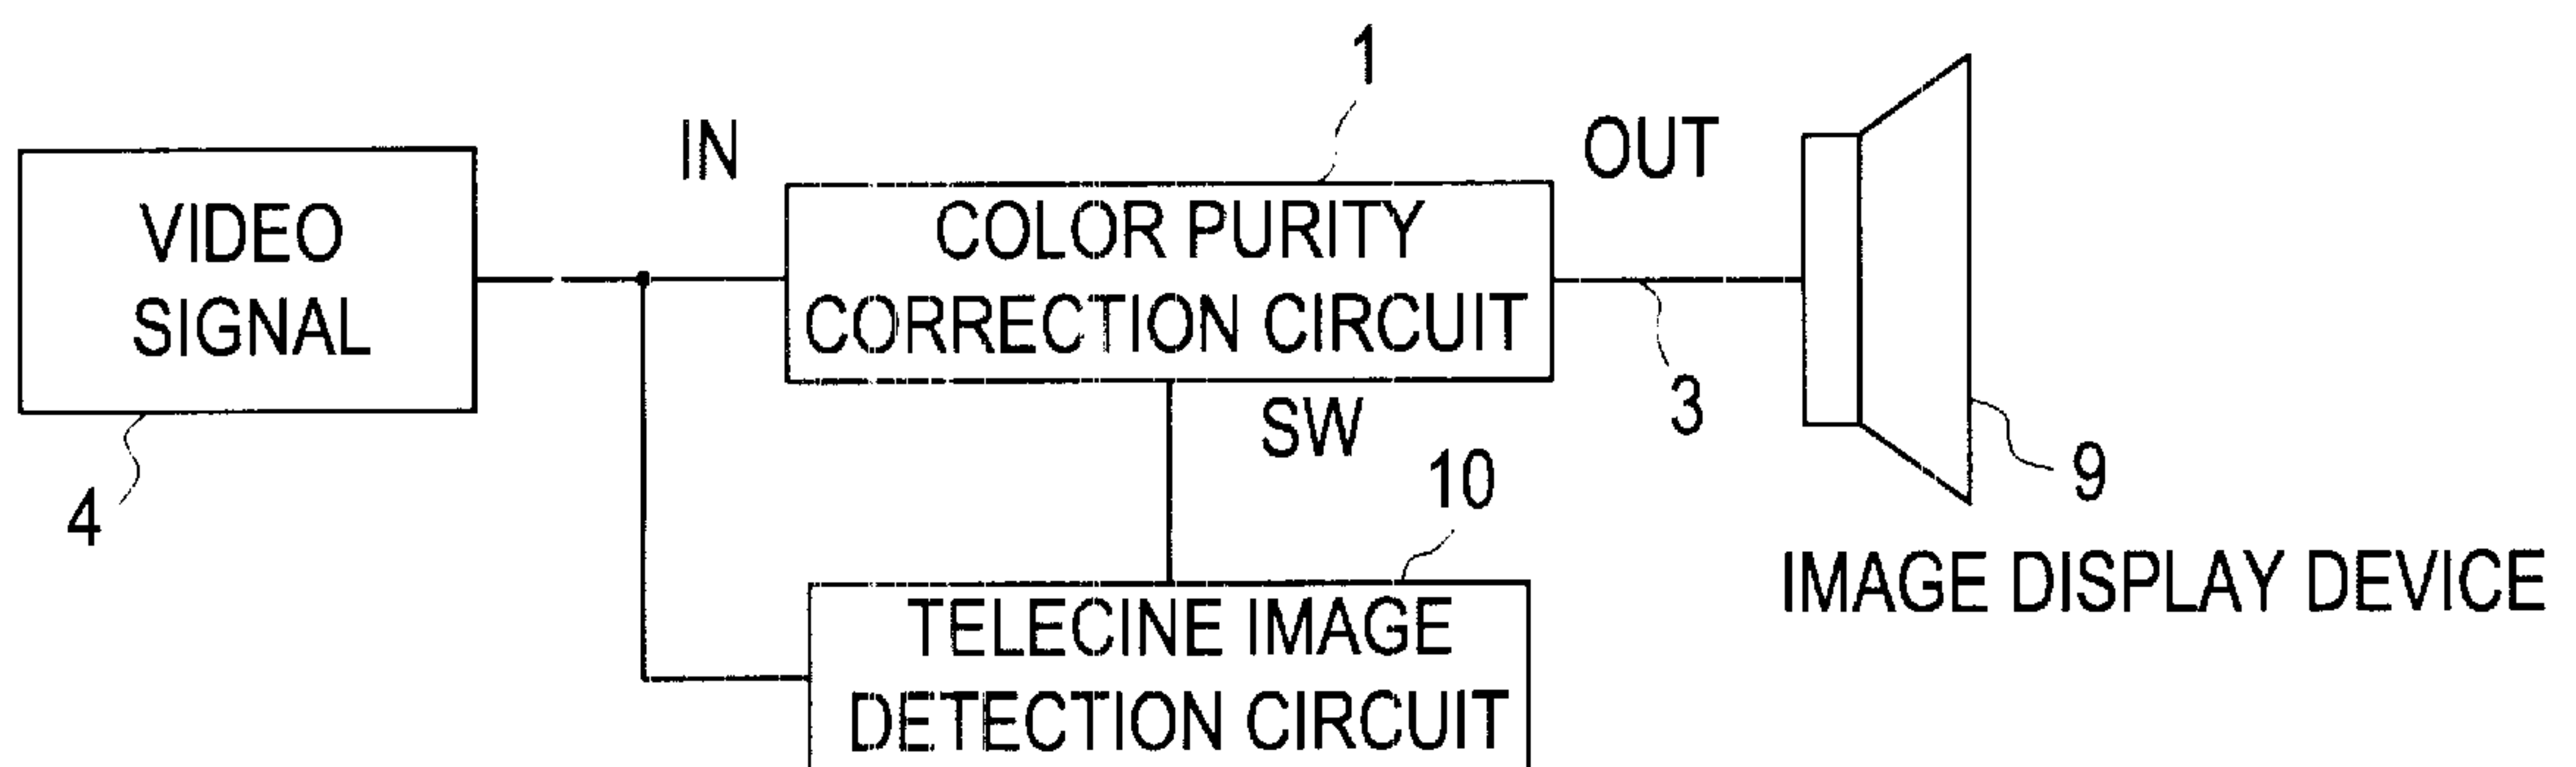 1
IN
OUT
VIDEO
SIGNAL
COLOR PURITY
CORRECTION CIRCUIT
3
SW
4
10
9
IMAGE DISPLAY DEVICE
TELECINE IMAGE
DETECTION CIRCUIT